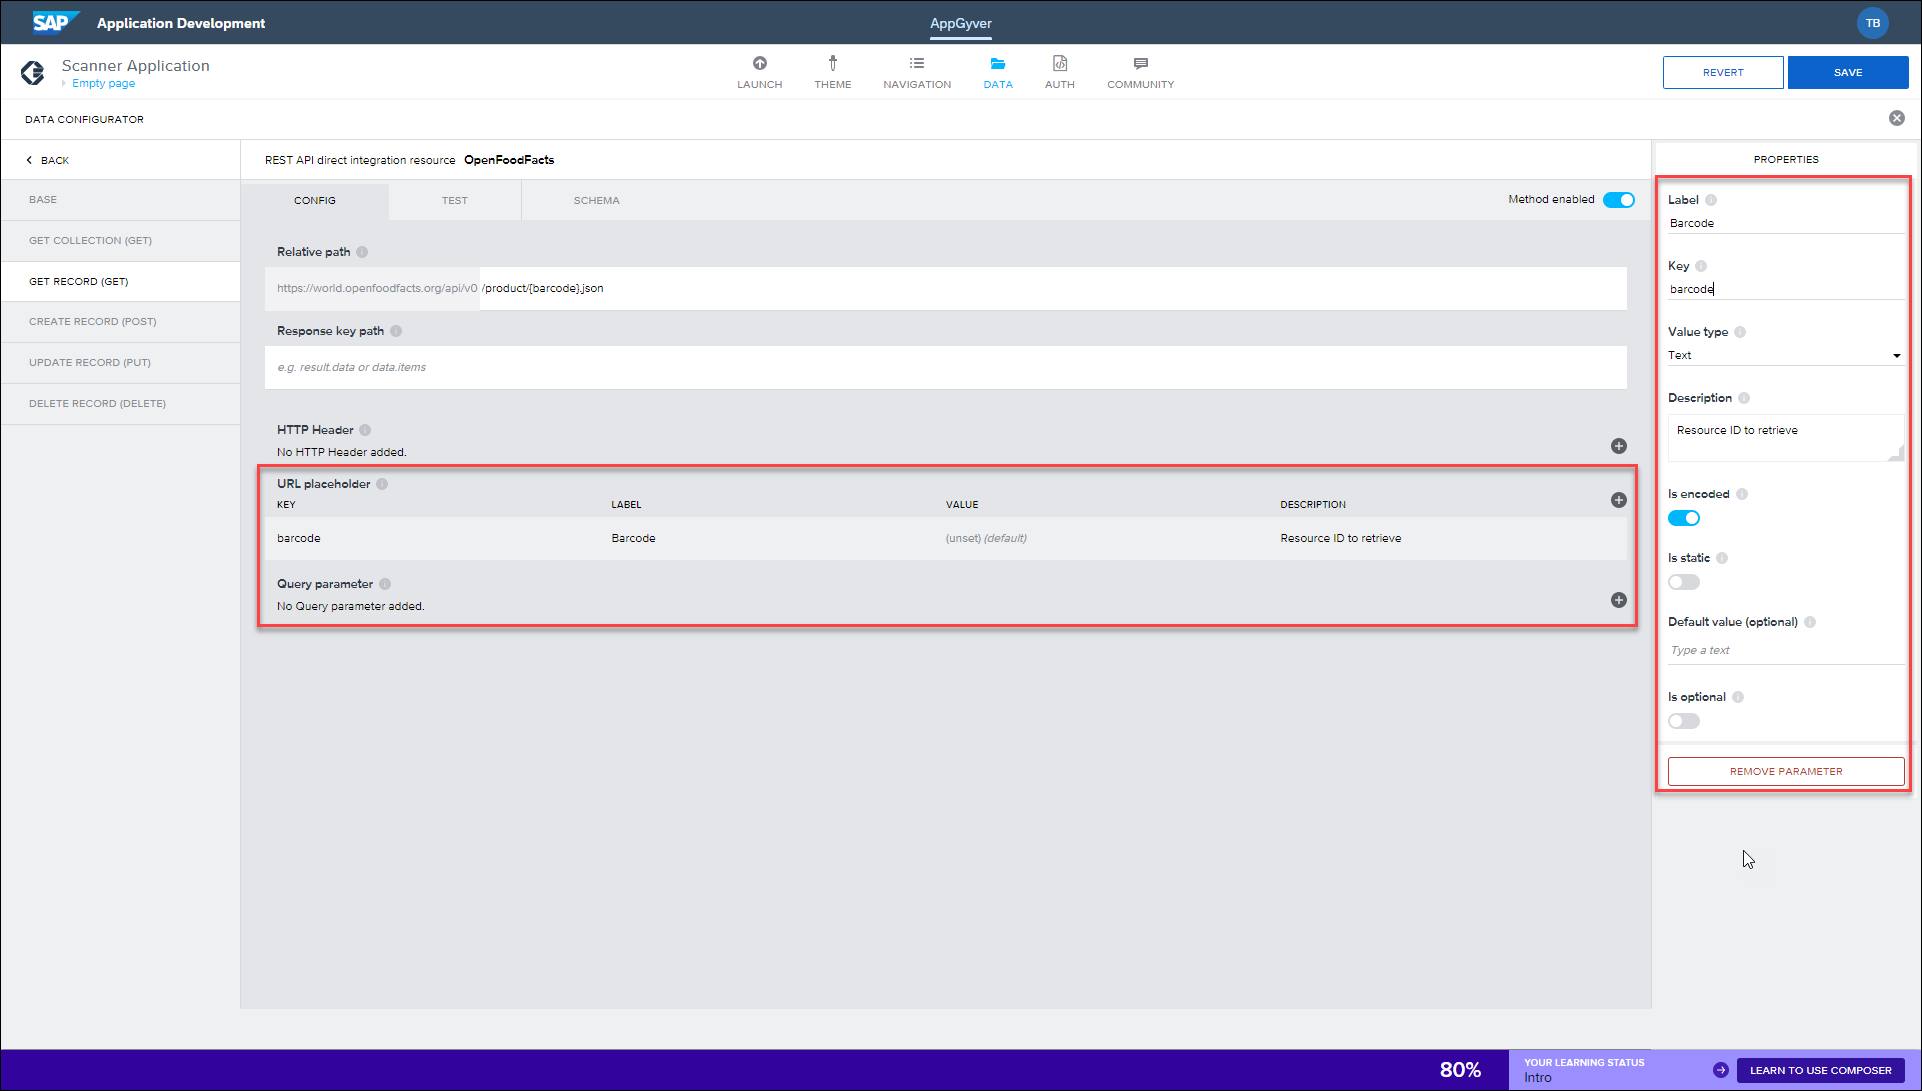 SAP Application Development
AppGyver
TB
Scanner Application
Empty page
LAUNCH
THEME
NAVIGATION
DATA
AUTH
COMMUNITY
REVERT
SAVE
DATA CONFIGURATOR
BACK
REST API direct integration resource OpenFoodFacts
PROPERTIES
BASE
GET COLLECTION (GET)
GET RECORD (GET)
CREATE RECORD (POST)
UPDATE RECORD (PUT)
DELETE RECORD (DELETE)
CONFIG
TEST
SCHEMA
Method enabled
Relative path
https://world.openfoodfacts.org/api/v0 /product/{barcode}.json
Response key path
e.g. result.data or data.items
HTTP Header
No HTTP Header added.
URL placeholder
KEY LABEL VALUE DESCRIPTION
barcode Barcode (unset) (default) Resource ID to retrieve
Query parameter
No Query parameter added.
Label
Barcode
Key
barcode
Value type
Text
Description
Resource ID to retrieve
Is encoded
Is static
Default value (optional)
Type a text
Is optional
REMOVE PARAMETER
80%
YOUR LEARNING STATUS
Intro
LEARN TO USE COMPOSER